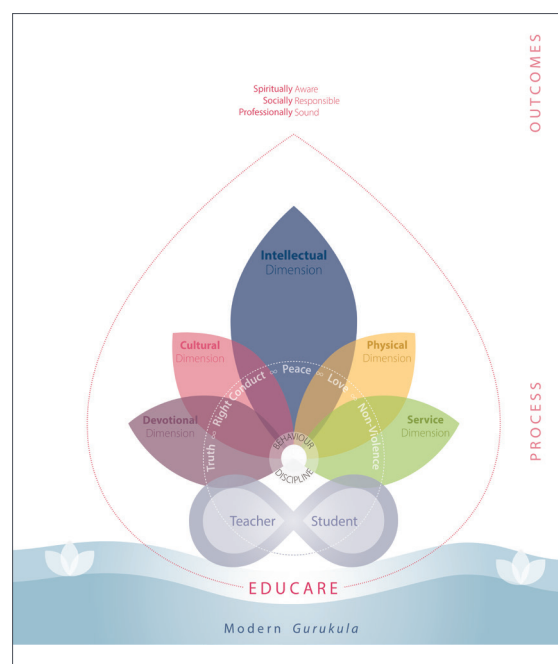 OUTCOMES
Spiritually Aware
Socially Responsible
Professionally Sound
Intellectual
Dimension
Cultural
Dimension
Physical
Dimension
Devotional
Dimension
Service
Dimension
Truth ∞ Right Conduct ∞ Peace ∞ Love ∞ Non-Violence
BEHAVIOUR
DISCIPLINE
PROCESS
Teacher
Student
EDUCARE
Modern Gurukula